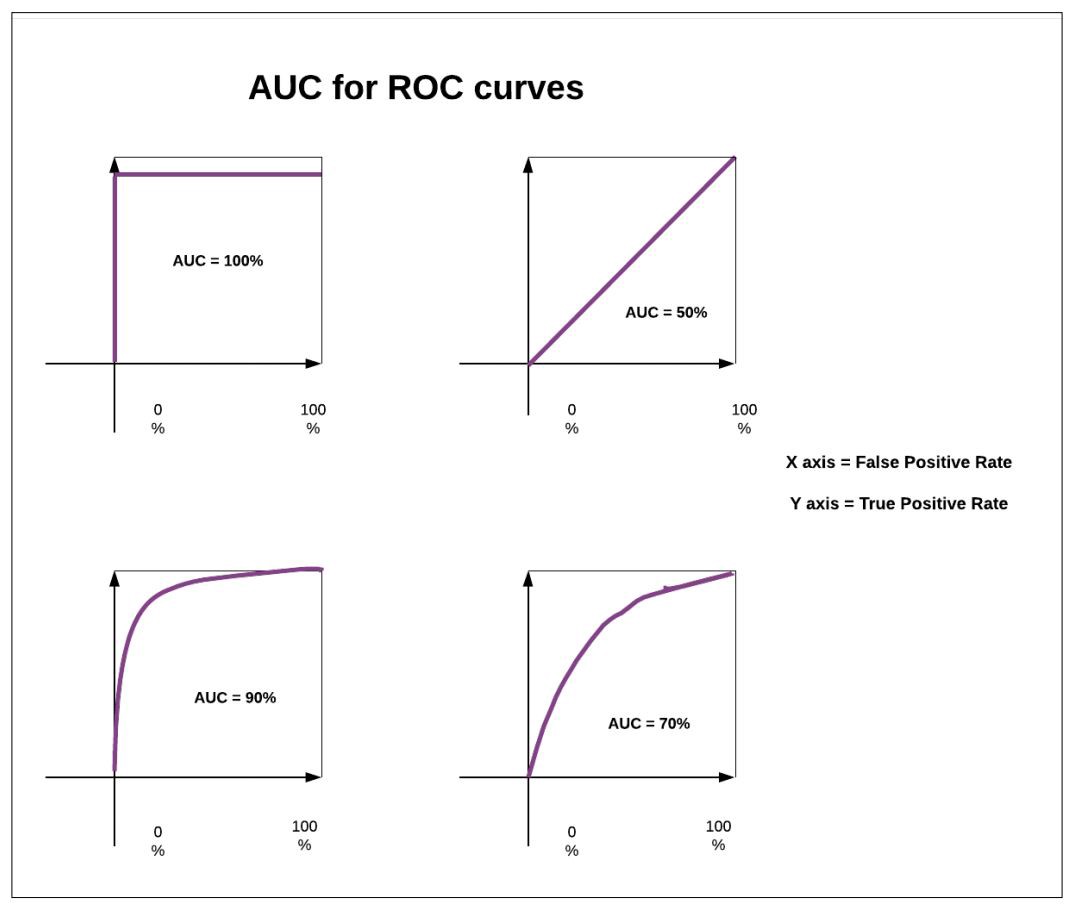 AUC for ROC curves
AUC = 100%
0
%
100
%
AUC = 50%
0
%
100
%
X axis = False Positive Rate
Y axis = True Positive Rate
AUC = 90%
0
%
100
%
AUC = 70%
0
%
100
%